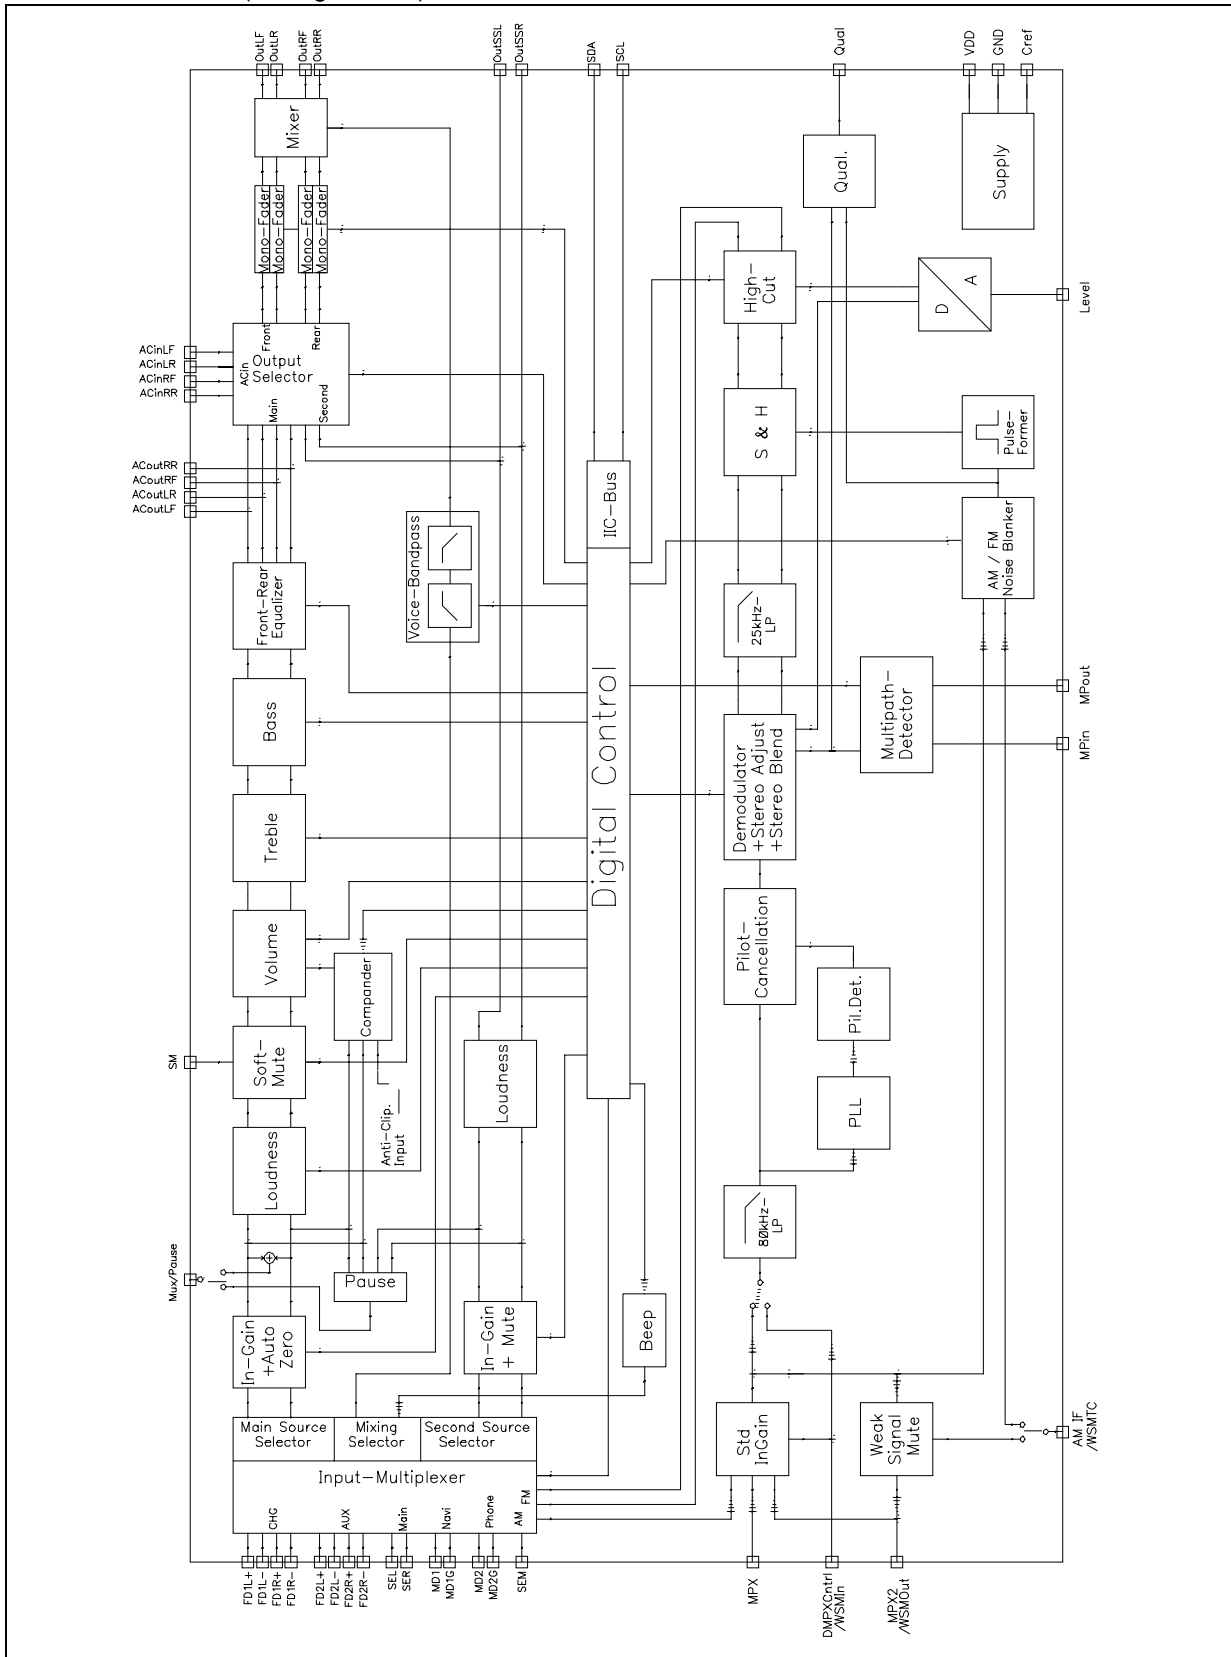 OutLF
OutLR
OutRF
OutRR
OutSSL
OutSSR
SDA
SCL
Qual
VDD
GND
Cref
Mixer
Mono-Fader
Mono-Fader
Mono-Fader
Mono-Fader
Qual.
Supply
ACinLF
ACinLR
ACinRF
ACinRR
Front
Rear
ACin
Output
Selector
Main
Second
High-
Cut
D
A
Level
ACoutRR
ACoutRF
ACoutLR
ACoutLF
S & H
Pulse-
Former
IIC-Bus
Voice-Bandpass
Front-Rear
Equalizer
25kHz-
LP
AM / FM
Noise Blanker
Bass
Digital Control
Demodulator
+Stereo Adjust
+Stereo Blend
Multipath-
Detector
MPout
MPin
Treble
Volume
Compander
Pilot-
Cancellation
Pil.Det.
SM
Soft-
Mute
Loudness
PLL
Anti-Clip.
Input
Loudness
80kHz-
LP
Mux/Pause
Pause
In-Gain
+Auto
Zero
In-Gain
+ Mute
Beep
Main Source
Selector
Mixing
Selector
Second Source
Selector
Input-Multiplexer
Std
InGain
Weak
Signal
Mute
AM IF
/WSMTC
CHG
AUX
Main
Navi
Phone
AM
FM
FD1L+
FD1L-
FD1R+
FD1R-
FD2L+
FD2L-
FD2R+
FD2R-
SEL
SER
MD1
MD1G
MD2
MD2G
SEM
MPX
DMPXCntrl
/WSMIn
MPX2
/WSMOut